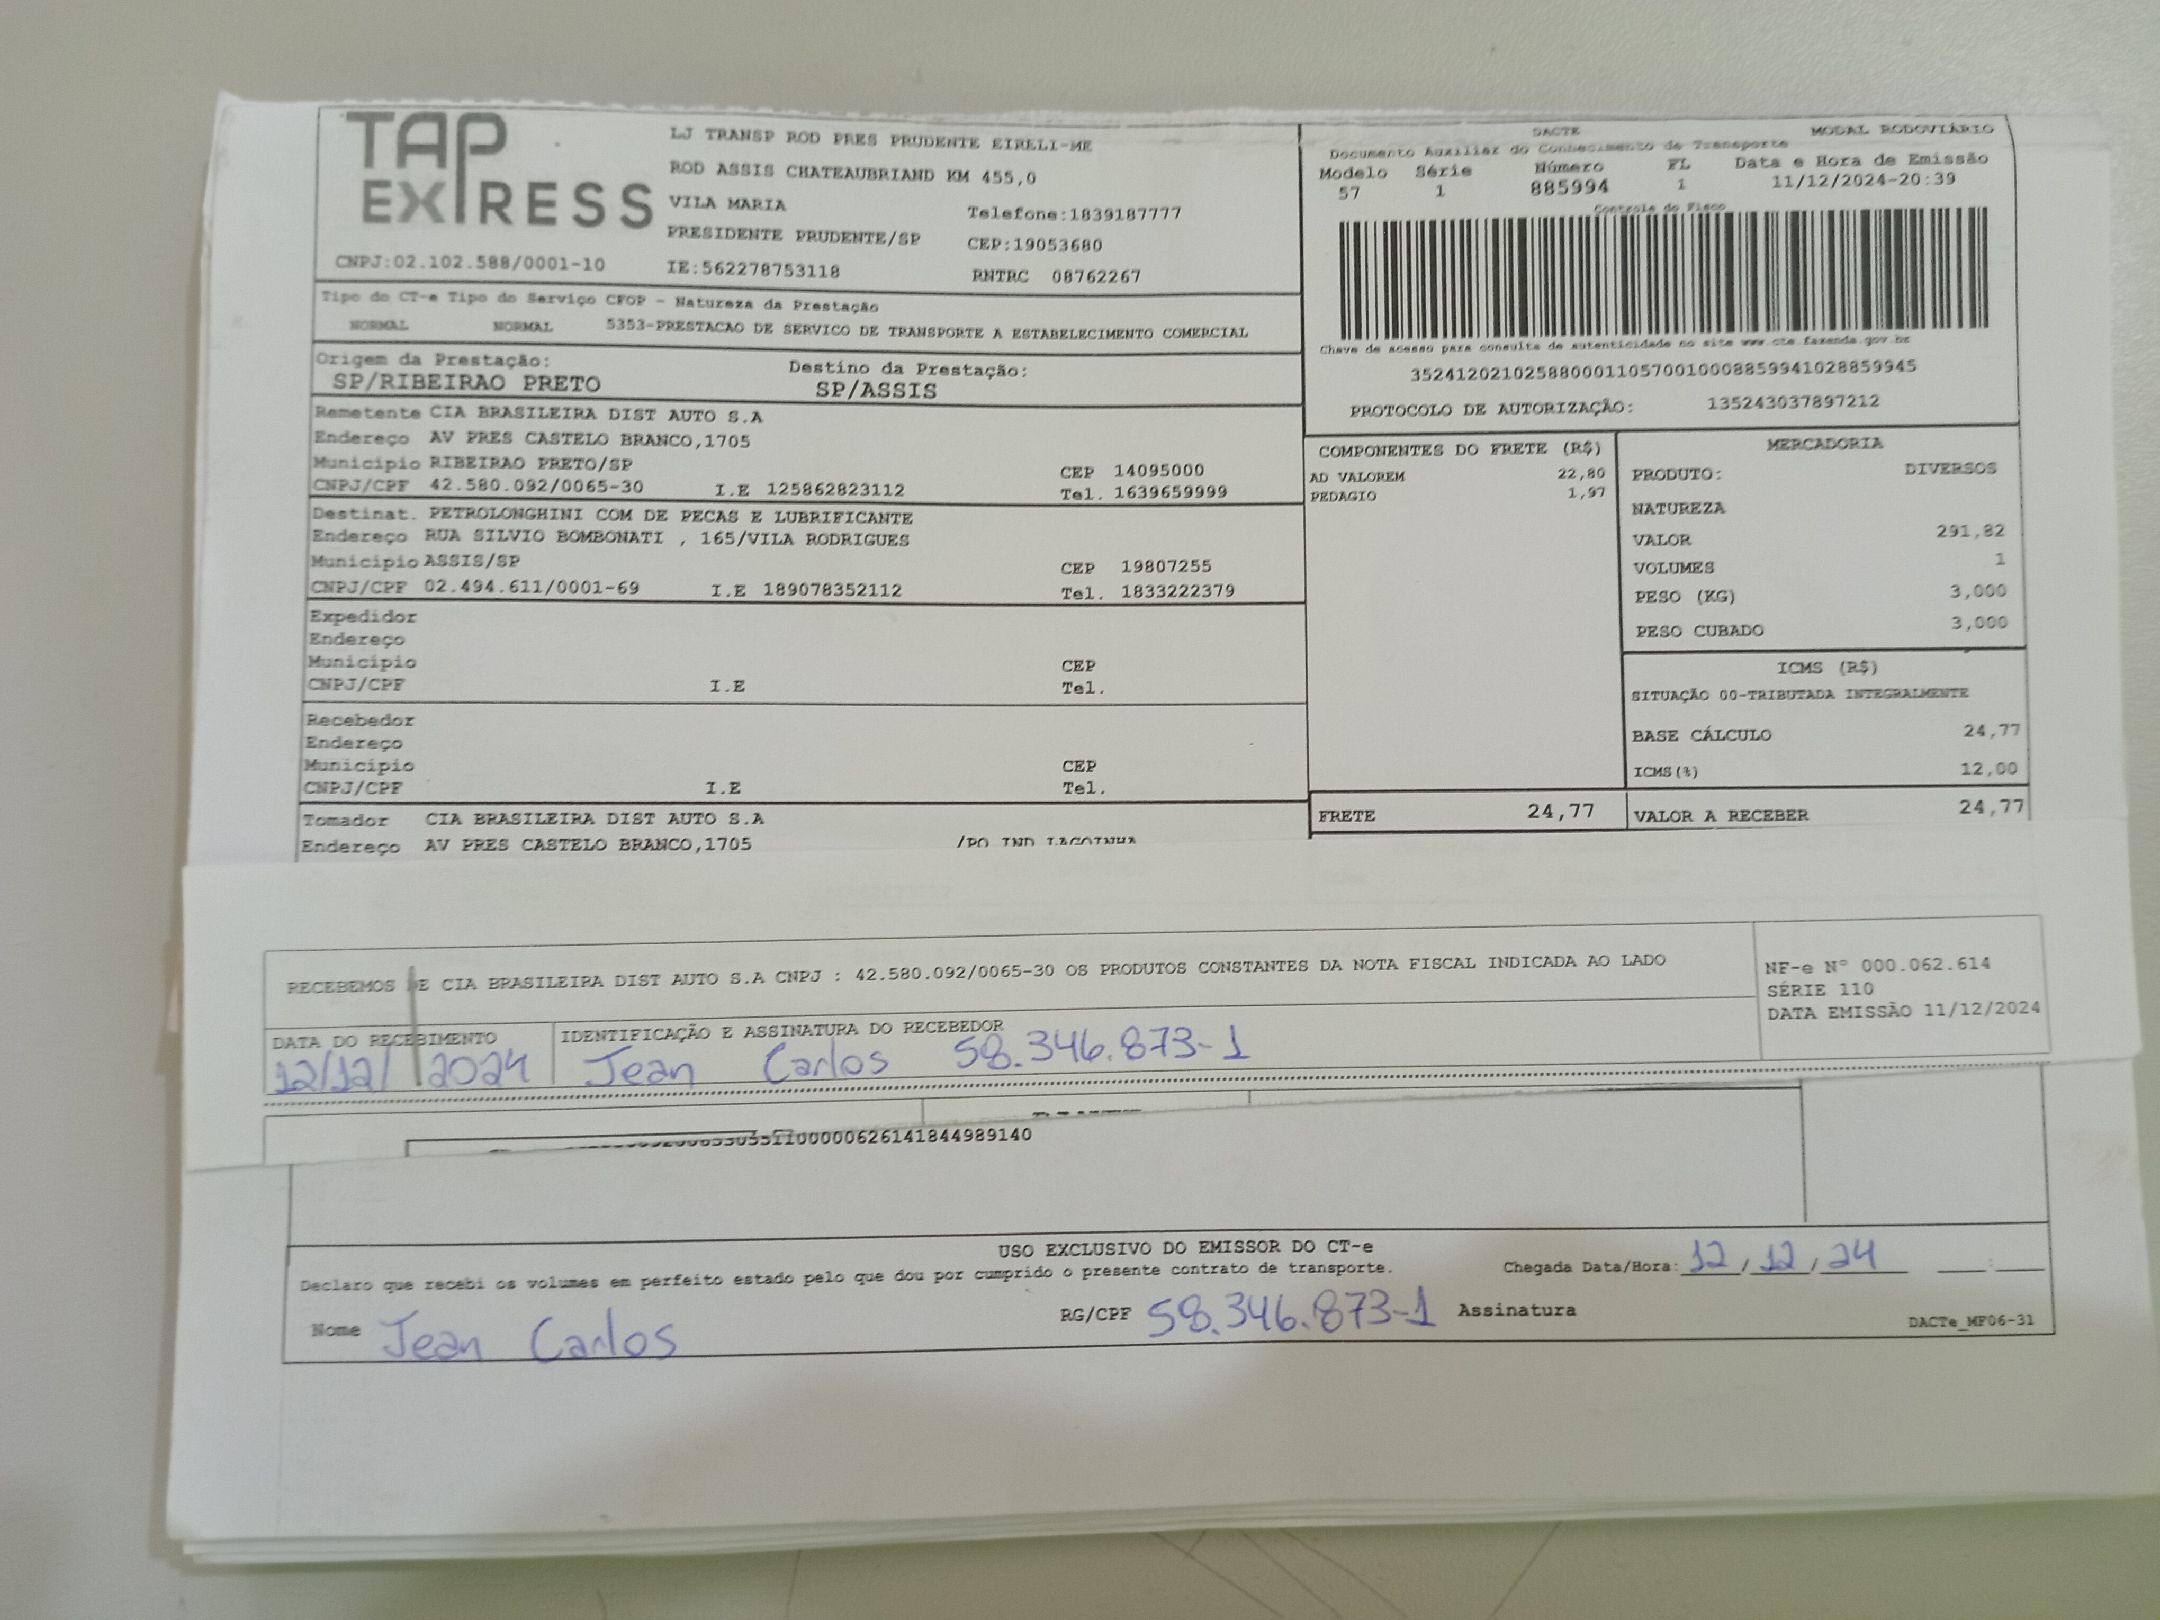 TAP EXPRESS
CNPJ:02.102.588/0001-10
LJ TRANSP ROD PRES PRUDENTE EIRELI-ME
ROD ASSIS CHATEAUBRIAND KM 455,0
VILA MARIA Telefone:1839187777
PRESIDENTE PRUDENTE/SP CEP:19053680
IE:562278753118 RNTRC 08762267
DACTE MODAL RODOVIÁRIO
Documento Auxiliar do Conhecimento de Transporte
Modelo Série Número FL Data e Hora de Emissão
57 1 885994 1 11/12/2024-20:39
Controle do Fisco
Chave de acesso para consulta de autenticidade no site www.cte.fazenda.gov.br
35241202102588000110570010008859941028859945
PROTOCOLO DE AUTORIZAÇÃO: 135243037897212
Tipo do CT-e Tipo do Serviço CFOP - Natureza da Prestação
NORMAL NORMAL 5353-PRESTACAO DE SERVICO DE TRANSPORTE A ESTABELECIMENTO COMERCIAL
Origem da Prestação: Destino da Prestação:
SP/RIBEIRAO PRETO SP/ASSIS
Remetente CIA BRASILEIRA DIST AUTO S.A
Endereço AV PRES CASTELO BRANCO,1705
Município RIBEIRAO PRETO/SP CEP 14095000
CNPJ/CPF 42.580.092/0065-30 I.E 125862823112 Tel. 1639659999
Destinat. PETROLONGHINI COM DE PECAS E LUBRIFICANTE
Endereço RUA SILVIO BOMBONATI , 165/VILA RODRIGUES
Município ASSIS/SP CEP 19807255
CNPJ/CPF 02.494.611/0001-69 I.E 189078352112 Tel. 1833222379
Expedidor
Endereço
Município CEP
CNPJ/CPF I.E Tel.
Recebedor
Endereço
Município CEP
CNPJ/CPF I.E Tel.
Tomador CIA BRASILEIRA DIST AUTO S.A
Endereço AV PRES CASTELO BRANCO,1705 /PQ IND LAGOINHA
COMPONENTES DO FRETE (R$)
AD VALOREM 22,80
PEDAGIO 1,97
FRETE 24,77
MERCADORIA
PRODUTO: DIVERSOS
NATUREZA
VALOR 291,82
VOLUMES 1
PESO (KG) 3,000
PESO CUBADO 3,000
ICMS (R$)
SITUAÇÃO 00-TRIBUTADA INTEGRALMENTE
BASE CÁLCULO 24,77
ICMS(%) 12,00
VALOR A RECEBER 24,77
RECEBEMOS DE CIA BRASILEIRA DIST AUTO S.A CNPJ : 42.580.092/0065-30 OS PRODUTOS CONSTANTES DA NOTA FISCAL INDICADA AO LADO
NF-e Nº 000.062.614
SÉRIE 110
DATA EMISSÃO 11/12/2024
DATA DO RECEBIMENTO IDENTIFICAÇÃO E ASSINATURA DO RECEBEDOR
12/12/2024 Jean Carlos 58.346.873-1
USO EXCLUSIVO DO EMISSOR DO CT-e
Declaro que recebi os volumes em perfeito estado pelo que dou por cumprido o presente contrato de transporte. Chegada Data/Hora: 12/12/24 :
Nome Jean Carlos RG/CPF 58.346.873-1 Assinatura
DACTe_MF06-31